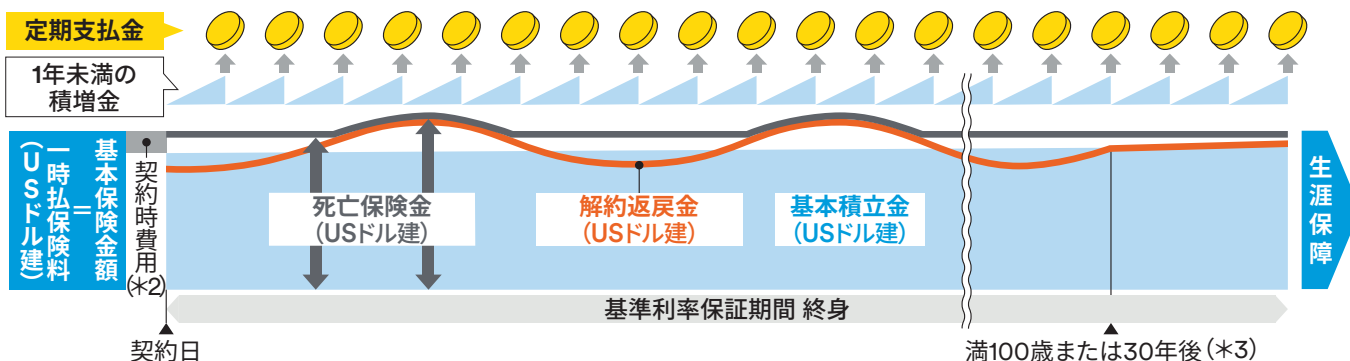 定期支払金
1年未満の
積増金
基本保険金額
=
一時払保険料
(USドル建)
契約時費用
(*2)
死亡保険金
(USドル建)
解約返戻金
(USドル建)
基本積立金
(USドル建)
生涯保障
基準利率保証期間 終身
契約日
満100歳または30年後(*3)